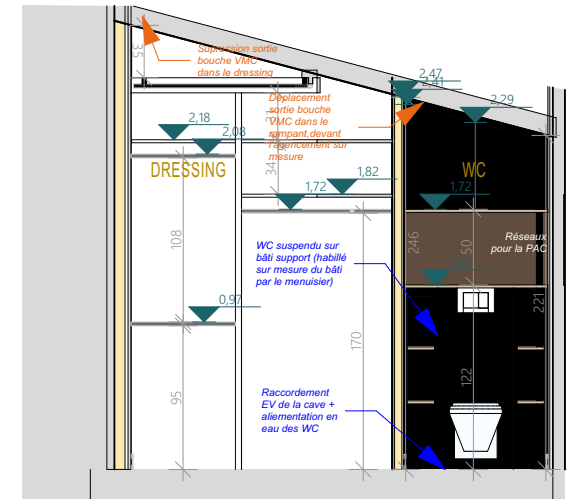 Supression sortie
bouche VMC
dans le dressing
35
2,47
2,41
2,29
Déplacement
sortie bouche
VMC dans le
rampant,devant
l'agencement sur
mesure
21
34
2,18
2,08
DRESSING
WC
1,82
1,72
1,72
108
246
50
Réseaux
pour la PAC
WC suspendu sur
bâti support (habillé
sur mesure du bâti
par le menuisier)
0,97
221
170
122
95
Raccordement
EV de la cave +
aliementation en
eau des WC